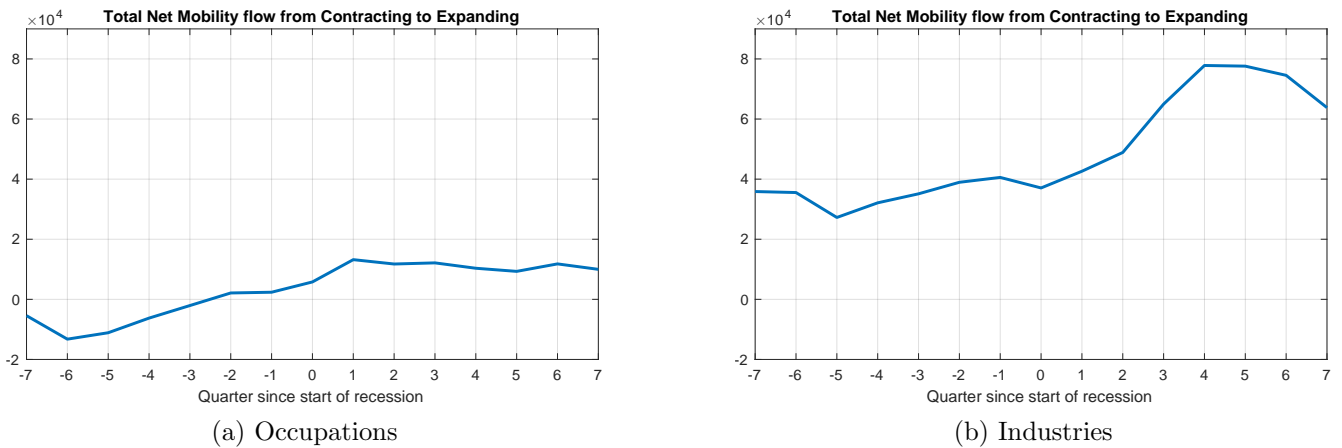 ×10⁴
Total Net Mobility flow from Contracting to Expanding
8
6
4
2
0
-2
-7 -6 -5 -4 -3 -2 -1 0 1 2 3 4 5 6 7
Quarter since start of recession
(a) Occupations
×10⁴
Total Net Mobility flow from Contracting to Expanding
8
6
4
2
0
-2
-7 -6 -5 -4 -3 -2 -1 0 1 2 3 4 5 6 7
Quarter since start of recession
(b) Industries